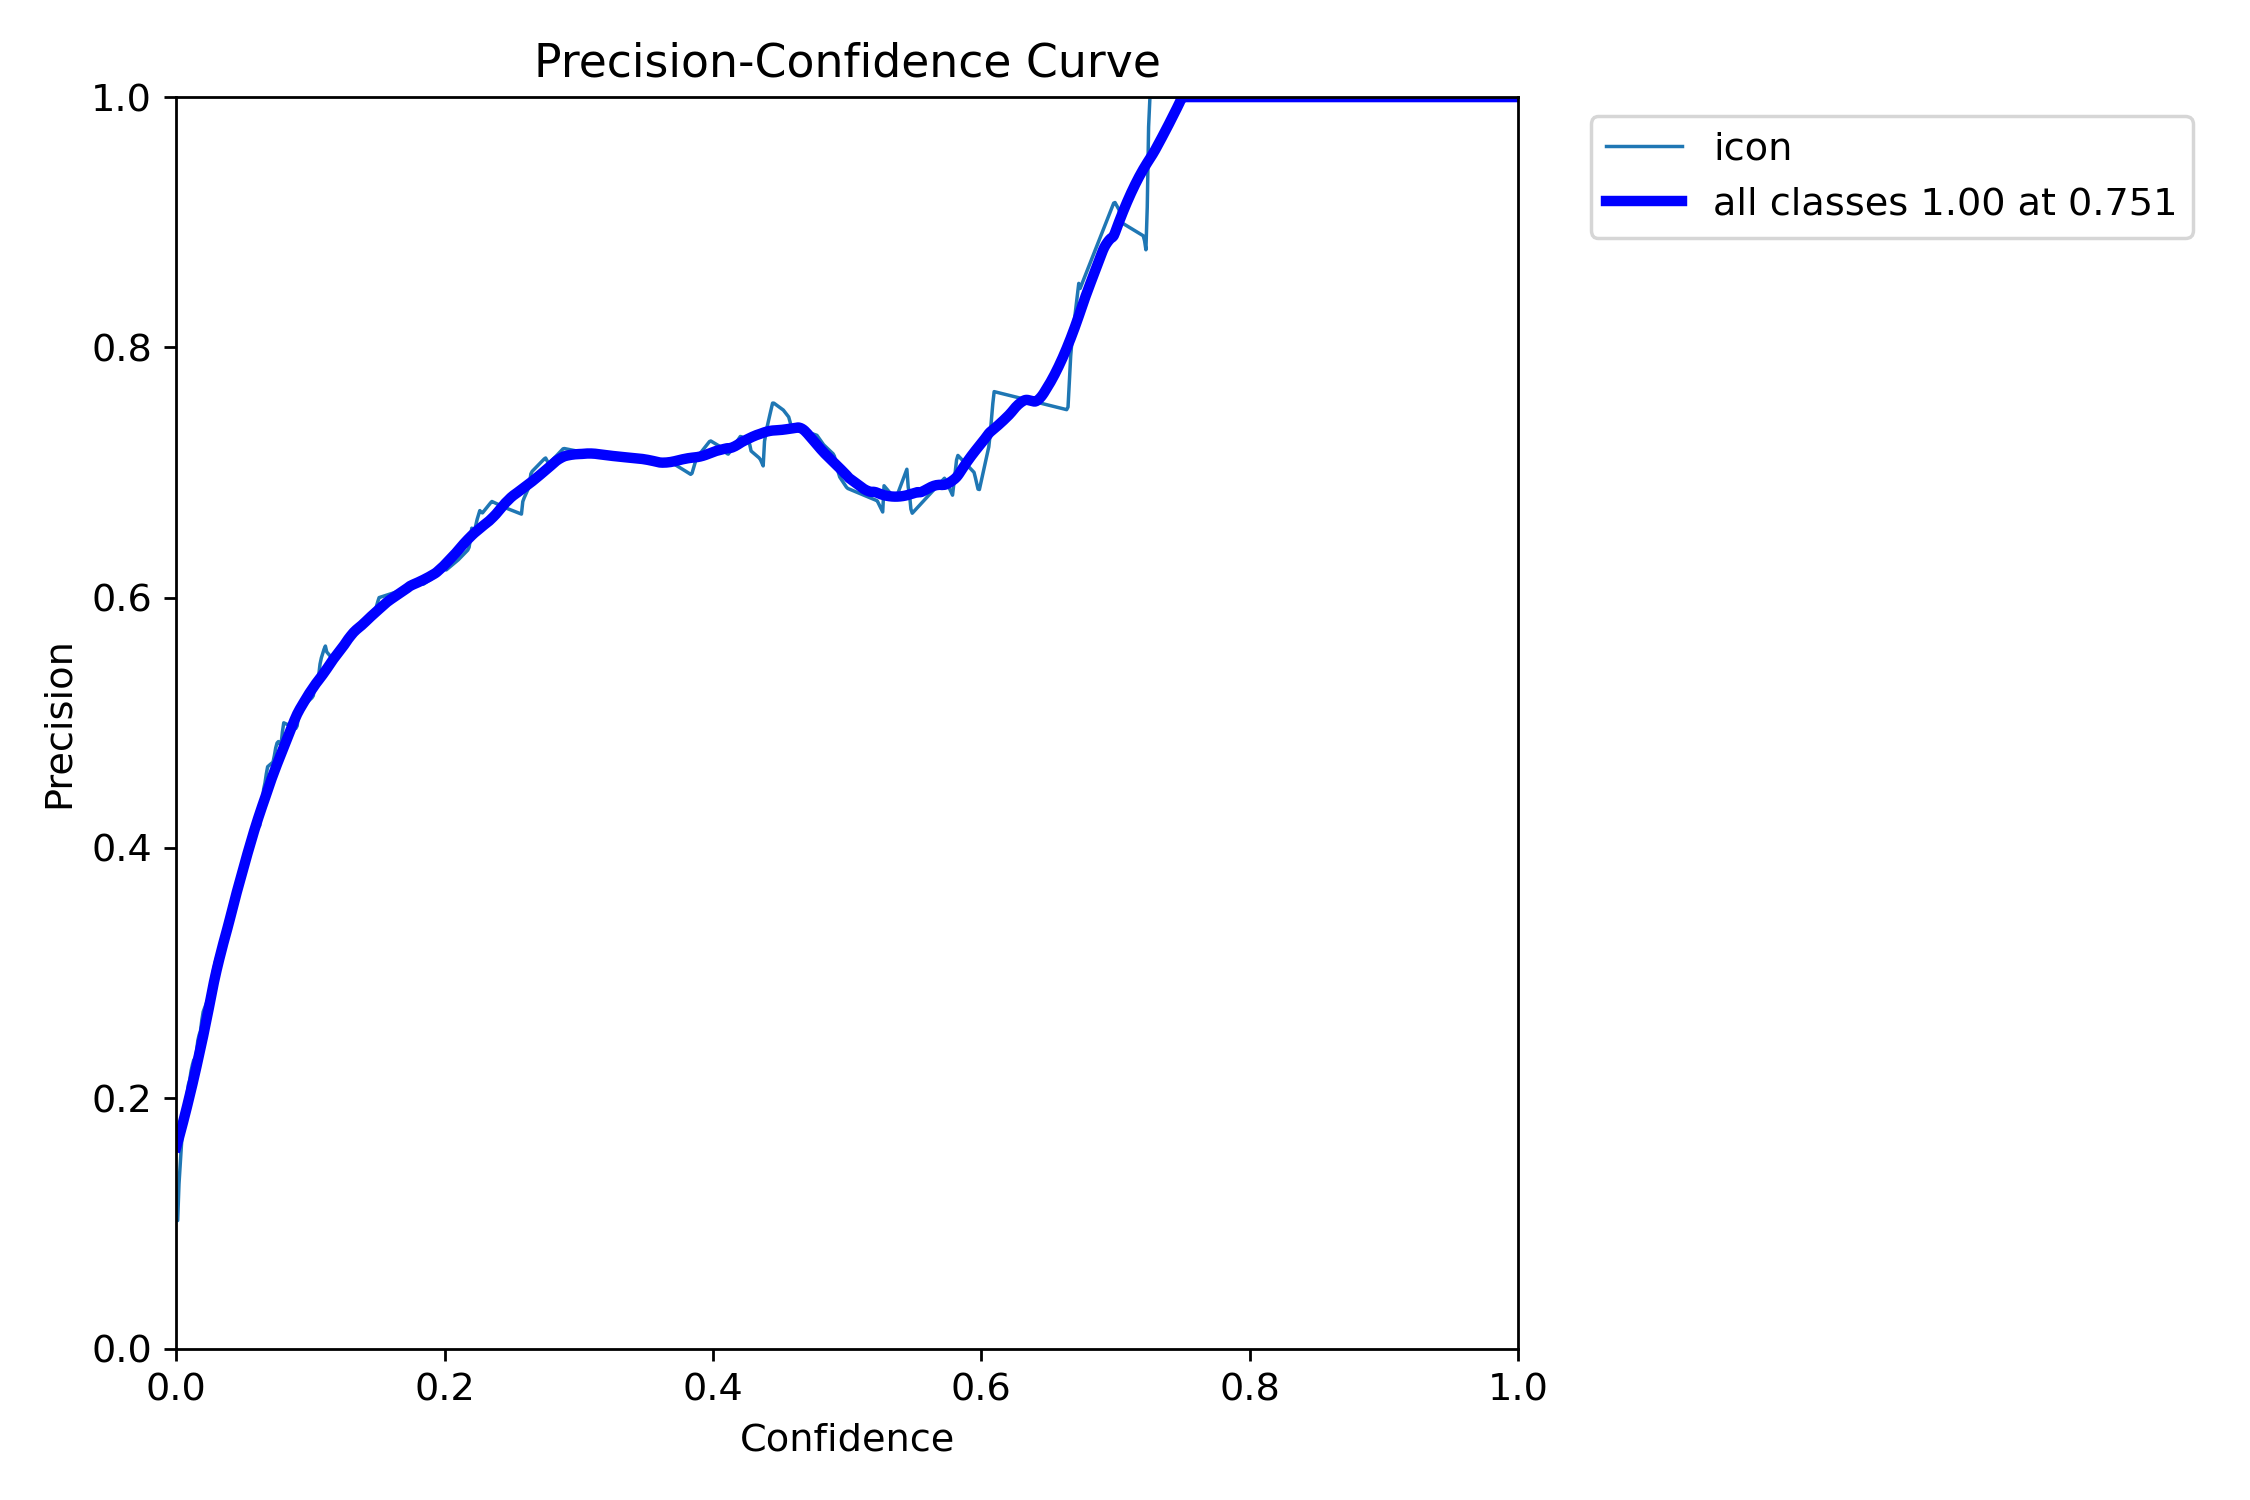 Precision-Confidence Curve
1.0
0.8
0.6
0.4
0.2
0.0
Precision
0.0 0.2 0.4 0.6 0.8 1.0
Confidence
icon
all classes 1.00 at 0.751